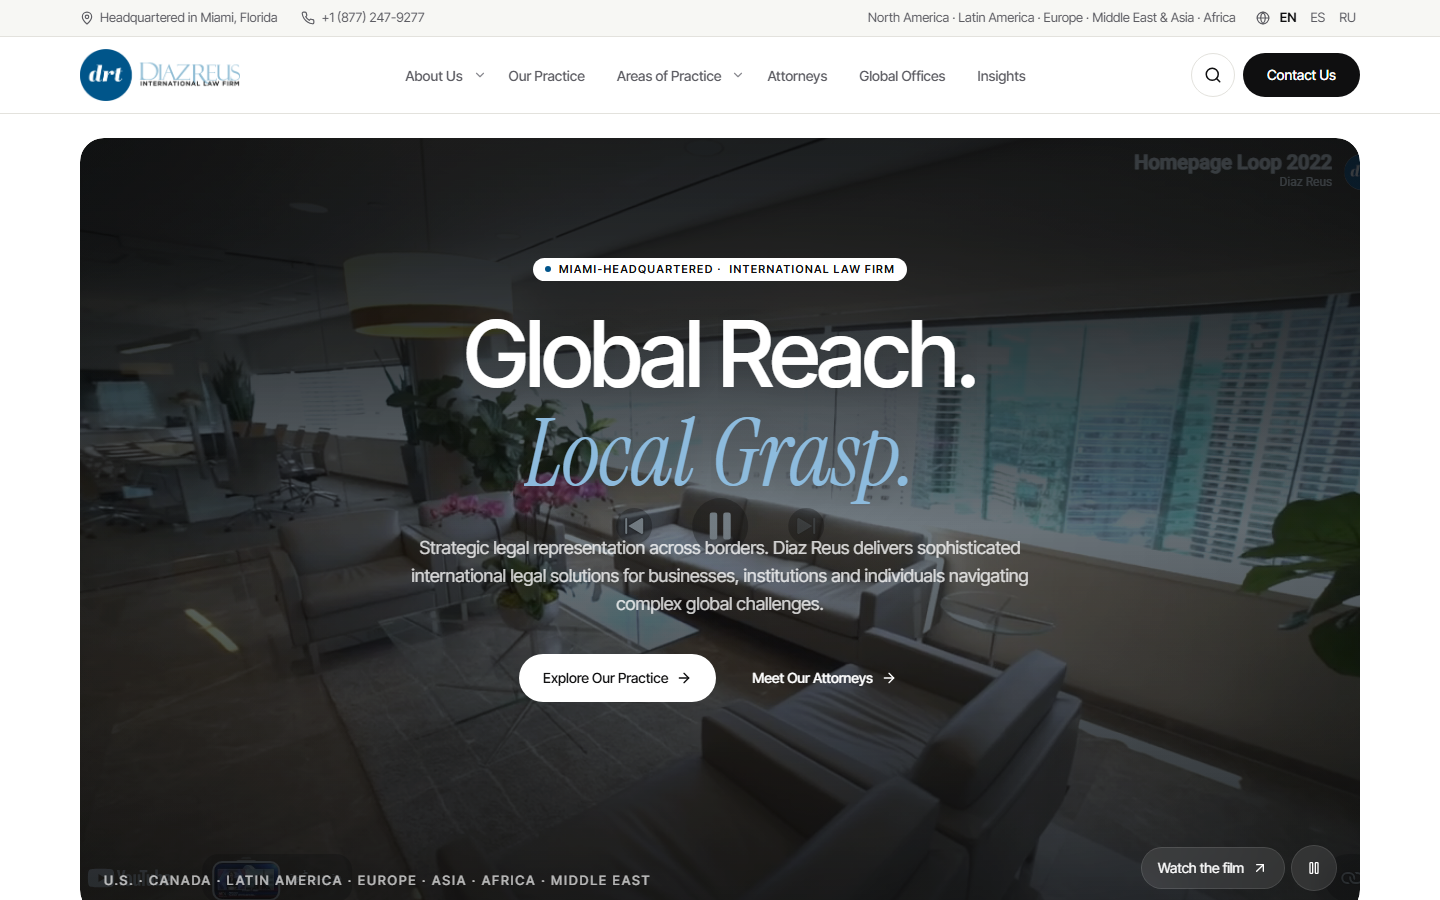 Headquartered in Miami, Florida
+1 (877) 247-9277
North America · Latin America · Europe · Middle East & Asia · Africa
EN ES RU
drt DIAZREUS
INTERNATIONAL LAW FIRM
About Us
Our Practice
Areas of Practice
Attorneys
Global Offices
Insights
Contact Us
Homepage Loop 2022
Diaz Reus
MIAMI-HEADQUARTERED · INTERNATIONAL LAW FIRM
Global Reach.
Local Grasp.
Strategic legal representation across borders. Diaz Reus delivers sophisticated
international legal solutions for businesses, institutions and individuals navigating
complex global challenges.
Explore Our Practice
Meet Our Attorneys
U.S. · CANADA · LATIN AMERICA · EUROPE · ASIA · AFRICA · MIDDLE EAST
Watch the film